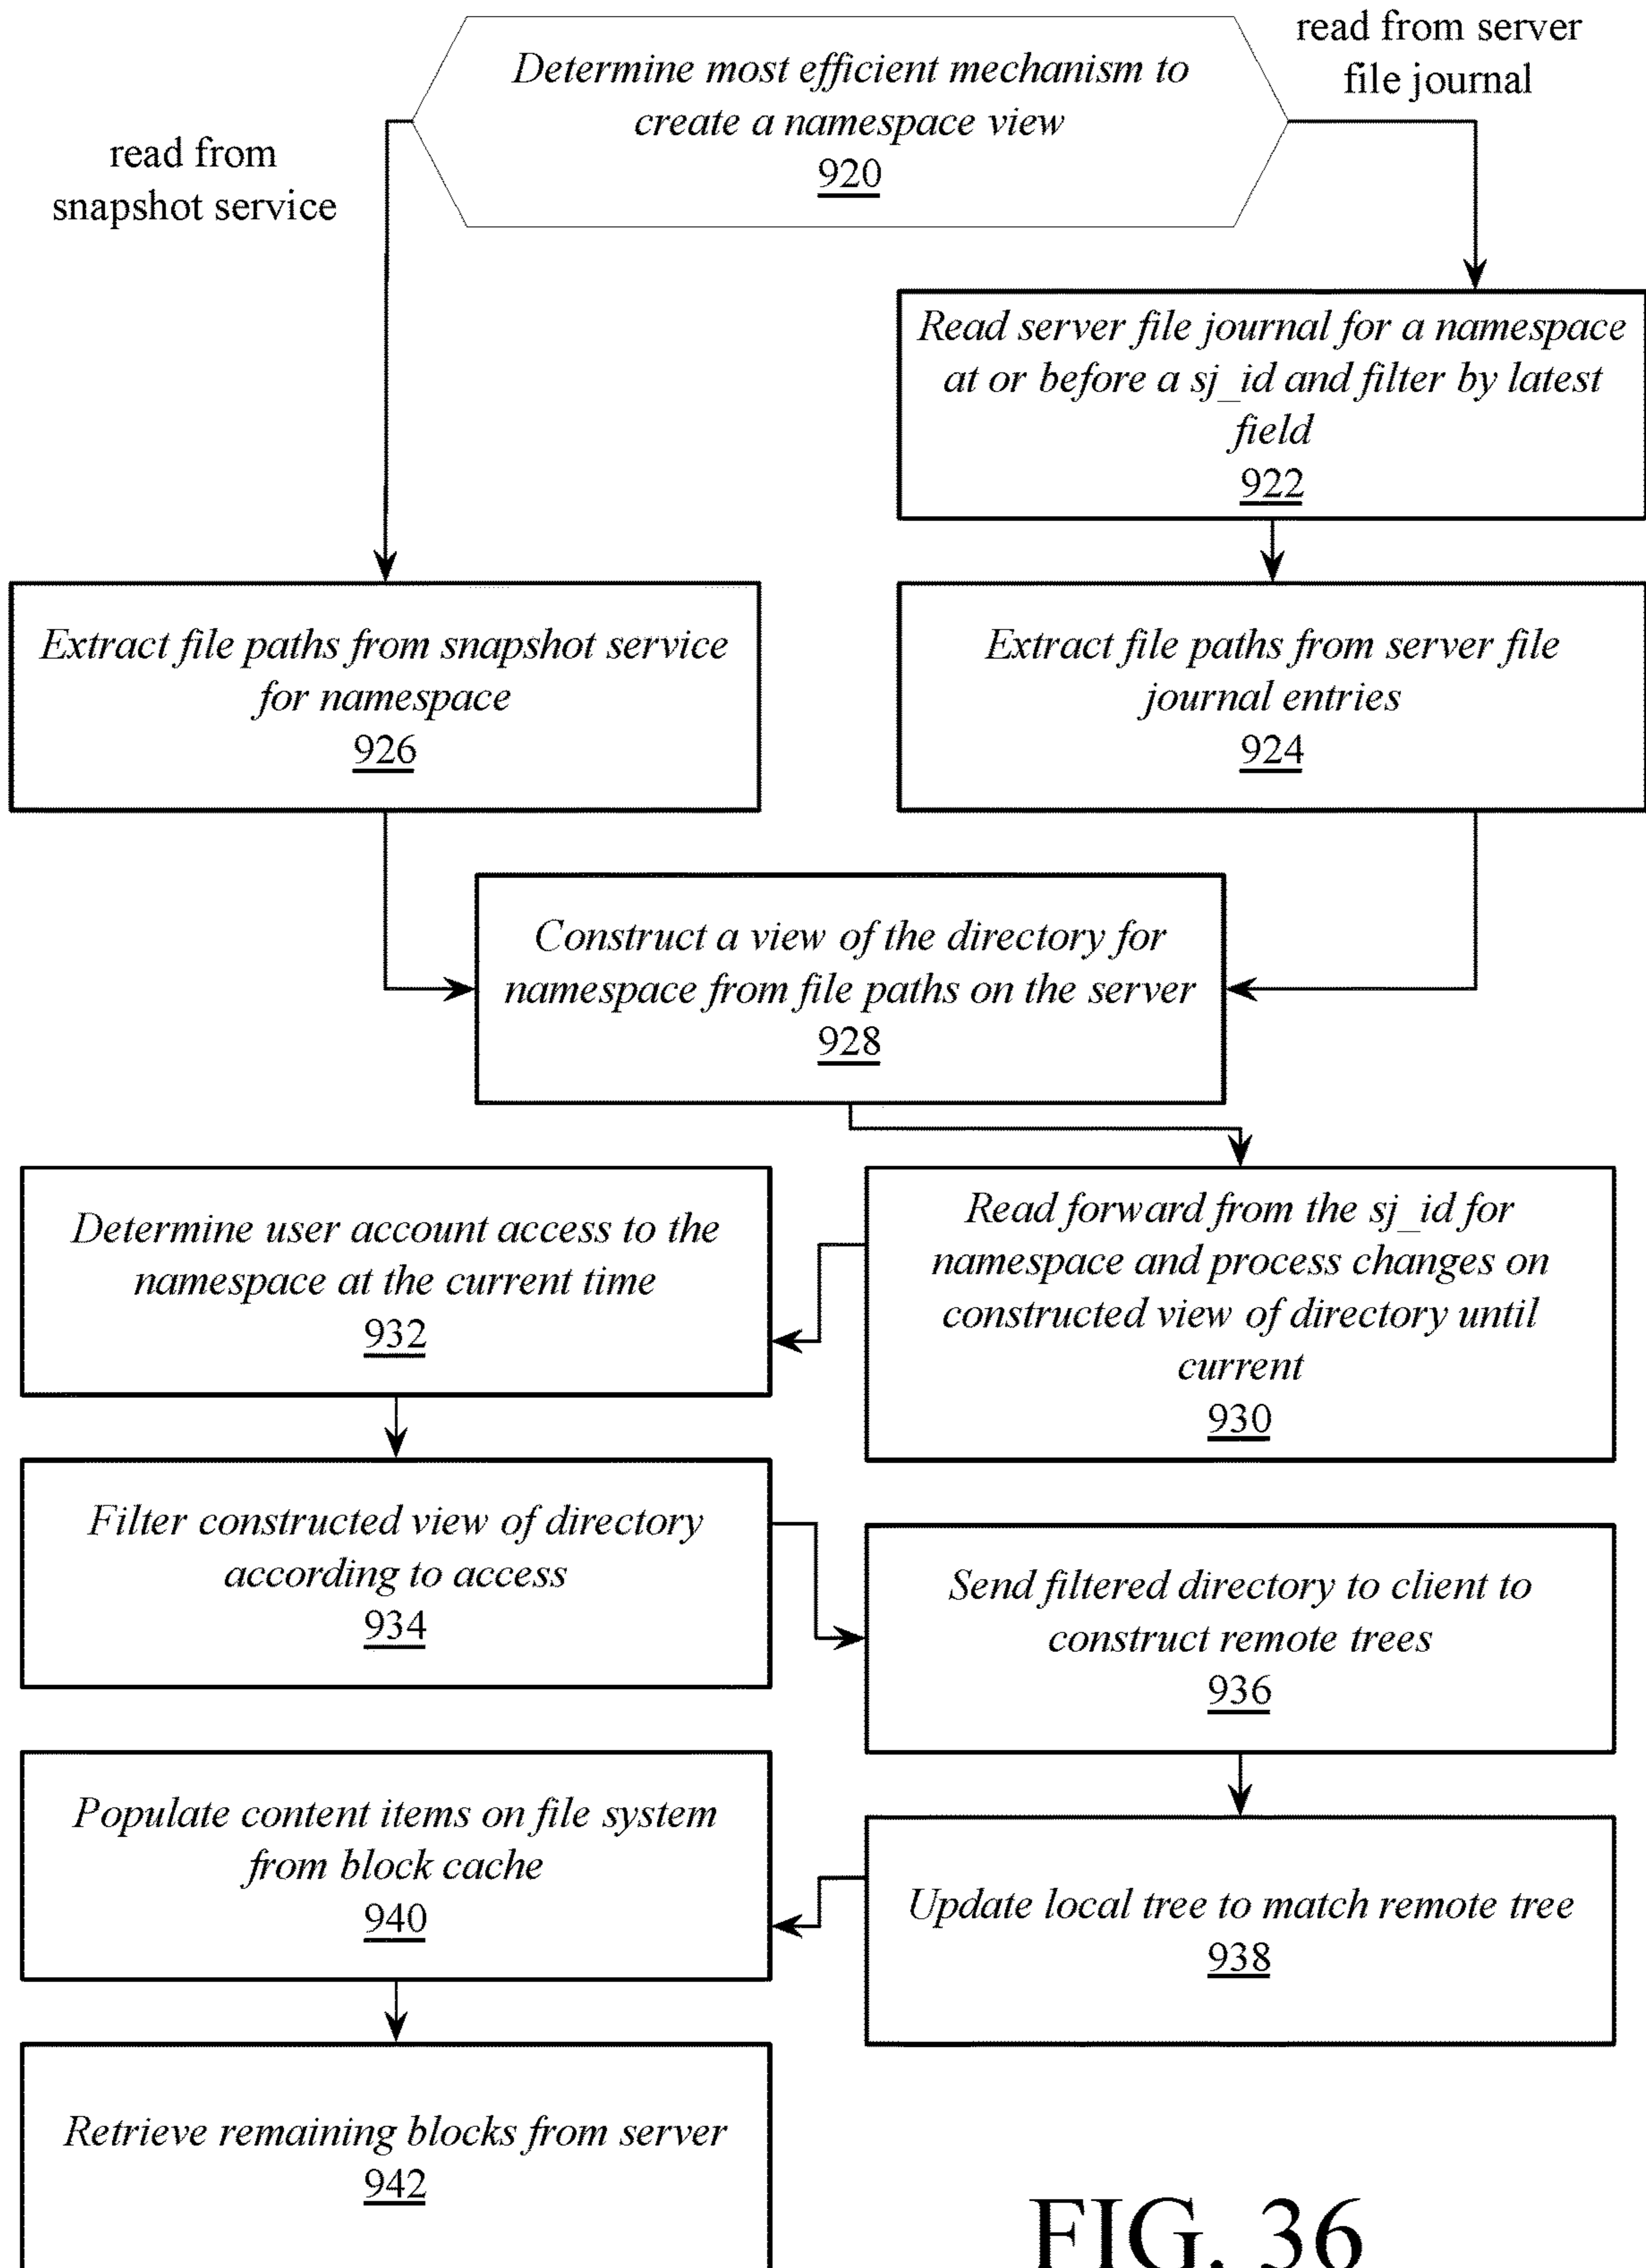 read from server
file journal
Determine most efficient mechanism to
create a namespace view
920
read from
snapshot service
Read server file journal for a namespace
at or before a sj_id and filter by latest
field
922
Extract file paths from snapshot service
for namespace
926
Extract file paths from server file
journal entries
924
Construct a view of the directory for
namespace from file paths on the server
928
Read forward from the sj_id for
namespace and process changes on
constructed view of directory until
current
930
Determine user account access to the
namespace at the current time
932
Filter constructed view of directory
according to access
934
Send filtered directory to client to
construct remote trees
936
Update local tree to match remote tree
938
Populate content items on file system
from block cache
940
Retrieve remaining blocks from server
942
FIG. 36